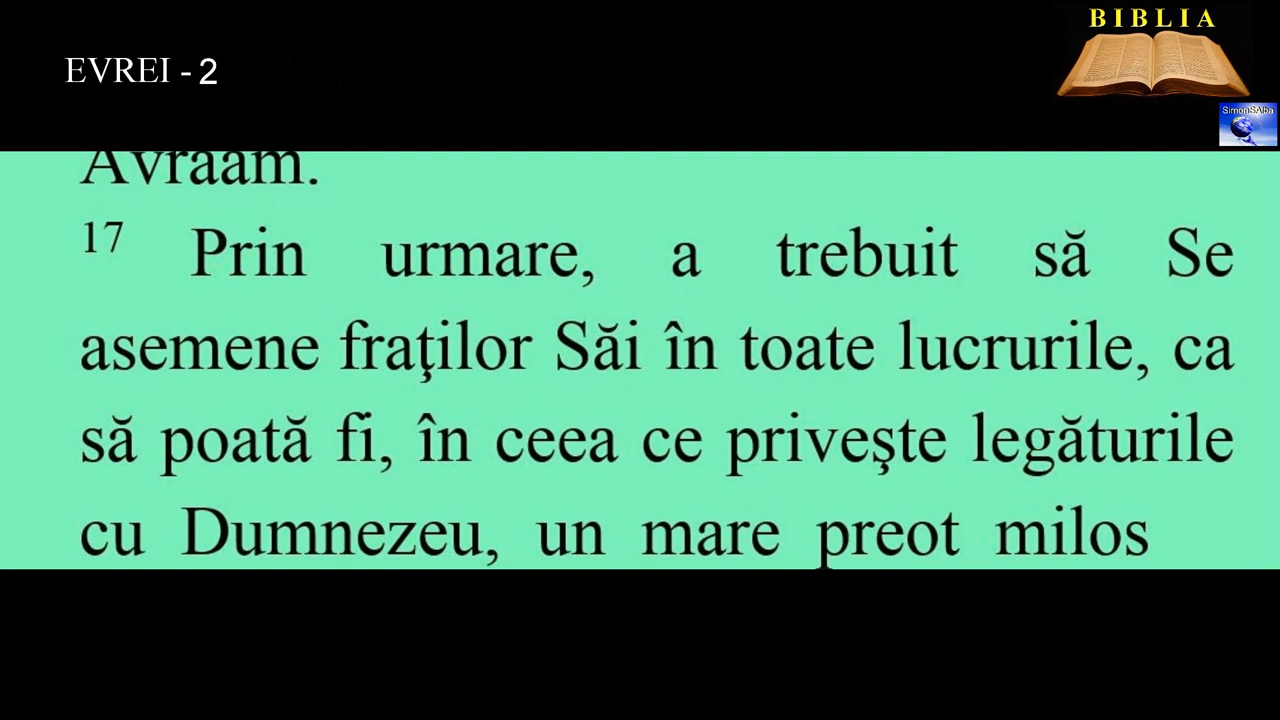 BIBLIA
EVREI - 2
SimonSAlba
Avraam.
17 Prin urmare, a trebuit să Se
asemene fraţilor Săi în toate lucrurile, ca
să poată fi, în ceea ce priveşte legăturile
cu Dumnezeu, un mare preot milos